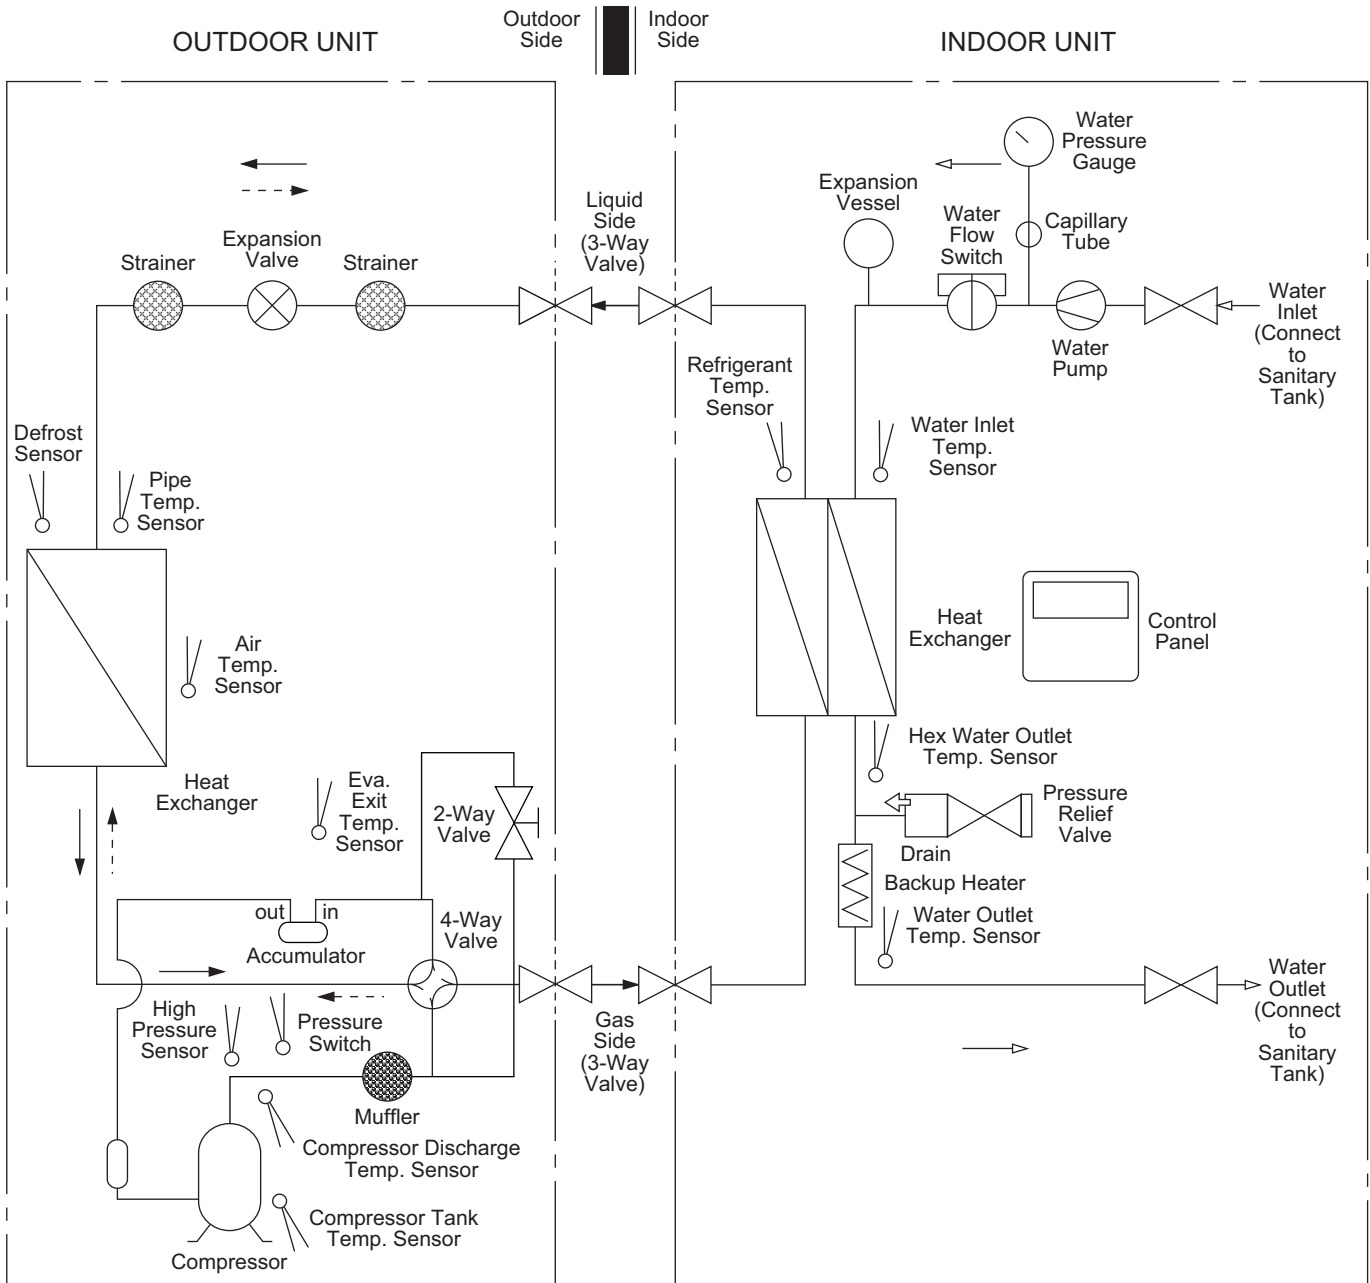 OUTDOOR UNIT
Outdoor
Side
Indoor
Side
INDOOR UNIT
Water
Pressure
Gauge
Expansion
Vessel
Water
Flow
Switch
Capillary
Tube
Liquid
Side
(3-Way
Valve)
Strainer
Expansion
Valve
Strainer
Water
Inlet
(Connect
to
Sanitary
Tank)
Water
Pump
Refrigerant
Temp.
Sensor
Water Inlet
Temp.
Sensor
Defrost
Sensor
Pipe
Temp.
Sensor
Air
Temp.
Sensor
Heat
Exchanger
Control
Panel
Heat
Exchanger
Eva.
Exit
Temp.
Sensor
2-Way
Valve
Hex Water Outlet
Temp. Sensor
Pressure
Relief
Valve
Drain
Backup Heater
Water Outlet
Temp. Sensor
out
in
Accumulator
4-Way
Valve
High
Pressure
Sensor
Pressure
Switch
Gas
Side
(3-Way
Valve)
Water
Outlet
(Connect
to
Sanitary
Tank)
Muffler
Compressor Discharge
Temp. Sensor
Compressor Tank
Temp. Sensor
Compressor